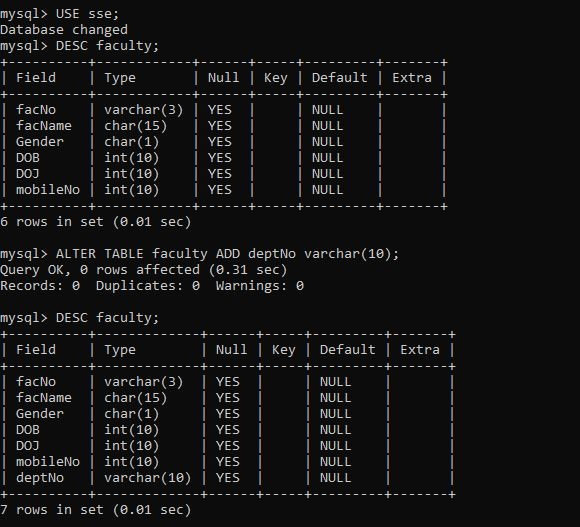 mysql> USE sse;
Database changed
mysql> DESC faculty;
+----------+------------+------+-----+---------+-------+
| Field    | Type       | Null | Key | Default | Extra |
+----------+------------+------+-----+---------+-------+
| facNo    | varchar(3) | YES  |     | NULL    |       |
| facName  | char(15)   | YES  |     | NULL    |       |
| Gender   | char(1)    | YES  |     | NULL    |       |
| DOB      | int(10)    | YES  |     | NULL    |       |
| DOJ      | int(10)    | YES  |     | NULL    |       |
| mobileNo | int(10)    | YES  |     | NULL    |       |
+----------+------------+------+-----+---------+-------+
6 rows in set (0.01 sec)

mysql> ALTER TABLE faculty ADD deptNo varchar(10);
Query OK, 0 rows affected (0.31 sec)
Records: 0  Duplicates: 0  Warnings: 0

mysql> DESC faculty;
+----------+-------------+------+-----+---------+-------+
| Field    | Type        | Null | Key | Default | Extra |
+----------+-------------+------+-----+---------+-------+
| facNo    | varchar(3)  | YES  |     | NULL    |       |
| facName  | char(15)    | YES  |     | NULL    |       |
| Gender   | char(1)     | YES  |     | NULL    |       |
| DOB      | int(10)     | YES  |     | NULL    |       |
| DOJ      | int(10)     | YES  |     | NULL    |       |
| mobileNo | int(10)     | YES  |     | NULL    |       |
| deptNo   | varchar(10) | YES  |     | NULL    |       |
+----------+-------------+------+-----+---------+-------+
7 rows in set (0.01 sec)